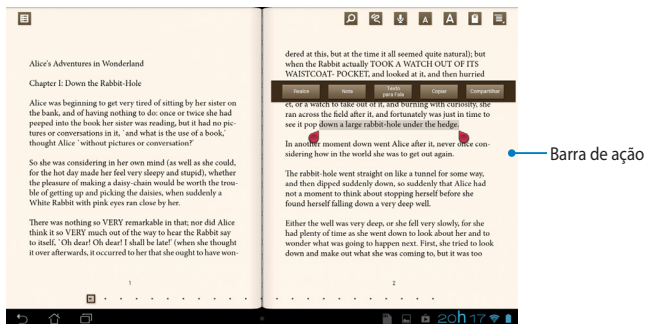 A
A
Alice's Adventures in Wonderland
Chapter I: Down the Rabbit-Hole
Alice was beginning to get very tired of sitting by her sister on
the bank, and of having nothing to do: once or twice she had
peeped into the book her sister was reading, but it had no pic-
tures or conversations in it, `and what is the use of a book,'
thought Alice `without pictures or conversation?'
So she was considering in her own mind (as well as she could,
for the hot day made her feel very sleepy and stupid), whether
the pleasure of making a daisy-chain would be worth the trou-
ble of getting up and picking the daisies, when suddenly a
White Rabbit with pink eyes ran close by her.
There was nothing so VERY remarkable in that; nor did Alice
think it so VERY much out of the way to hear the Rabbit say
to itself, `Oh dear! Oh dear! I shall be late!' (when she thought
it over afterwards, it occurred to her that she ought to have won-
1
dered at this, but at the time it all seemed quite natural); but
when the Rabbit actually TOOK A WATCH OUT OF ITS
WAISTCOAT- POCKET, and looked at it, and then hurried
Realce
Nota
Texto
para Fala
Copiar
Compartilhar
et, or a watch to take out of it, and burning with curiosity, she
ran across the field after it, and fortunately was just in time to
see it pop down a large rabbit-hole under the hedge.
In another moment down went Alice after it, never once con-
sidering how in the world she was to get out again.
The rabbit-hole went straight on like a tunnel for some way,
and then dipped suddenly down, so suddenly that Alice had
not a moment to think about stopping herself before she
found herself falling down a very deep well.
Either the well was very deep, or she fell very slowly, for she
had plenty of time as she went down to look about her and to
wonder what was going to happen next. First, she tried to look
down and make out what she was coming to, but it was too
2
20h17
Barra de ação